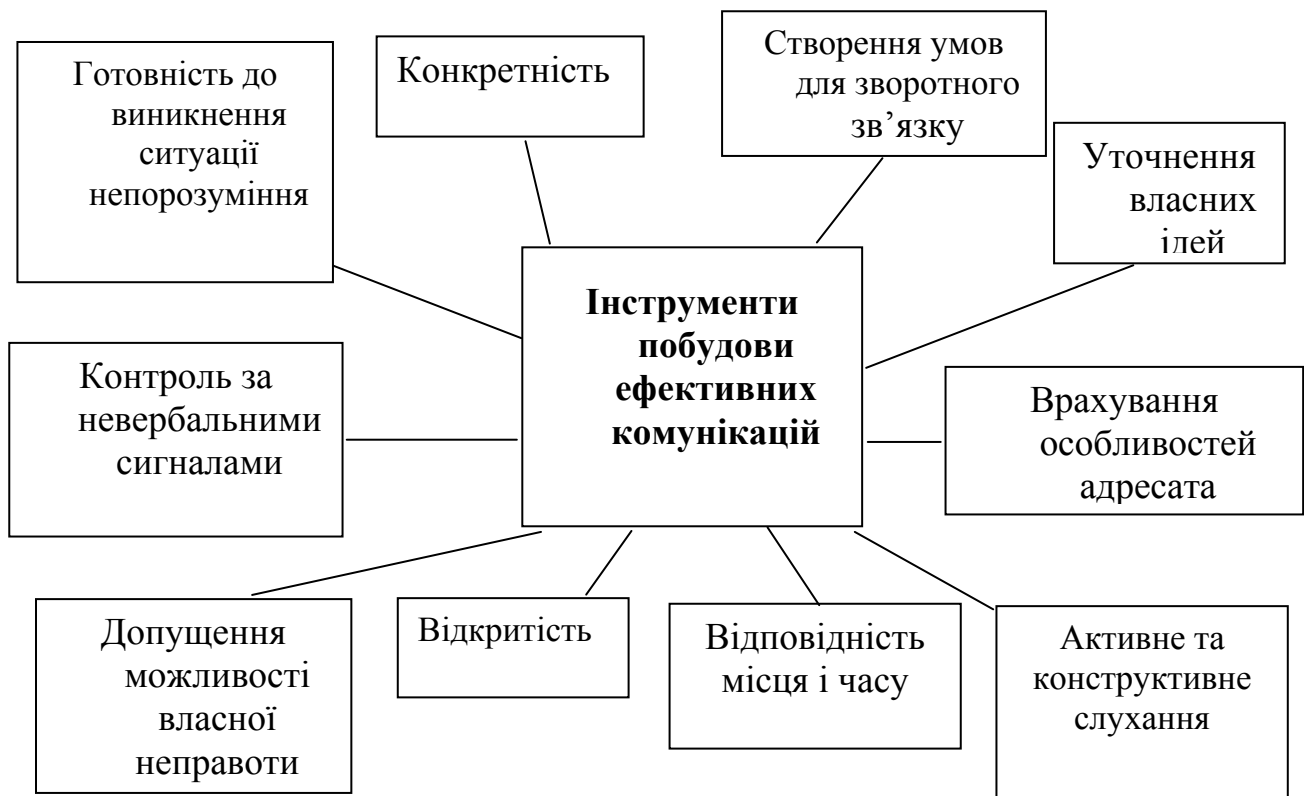 Готовність до
виникнення
ситуації
непорозуміння
Конкретність
Створення умов
для зворотного
зв’язку
Уточнення
власних
ідей
Інструменти
побудови
ефективних
комунікацій
Контроль за
невербальними
сигналами
Врахування
особливостей
адресата
Допущення
можливості
власної
неправоти
Відкритість
Відповідність
місця і часу
Активне та
конструктивне
слухання